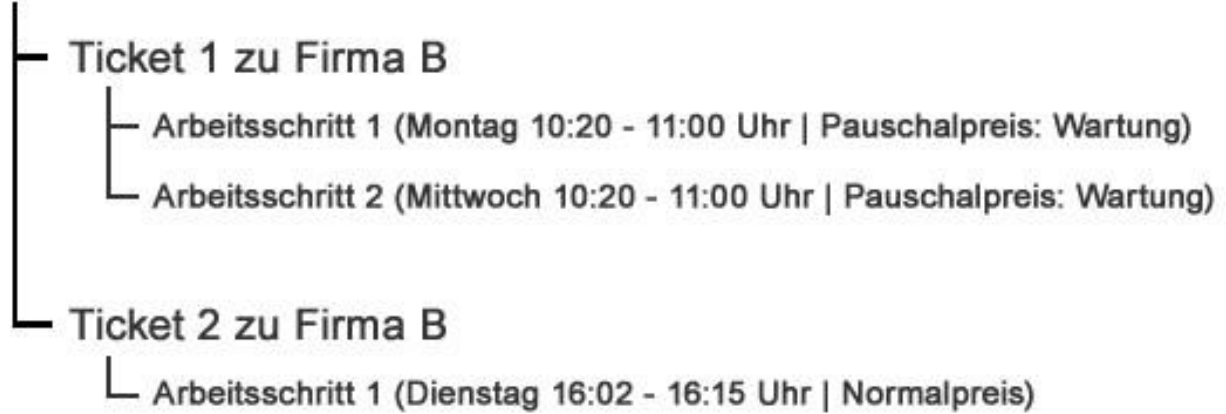 Ticket 1 zu Firma B
Arbeitsschritt 1 (Montag 10:20 - 11:00 Uhr | Pauschalpreis: Wartung)
Arbeitsschritt 2 (Mittwoch 10:20 - 11:00 Uhr | Pauschalpreis: Wartung)
Ticket 2 zu Firma B
Arbeitsschritt 1 (Dienstag 16:02 - 16:15 Uhr | Normalpreis)